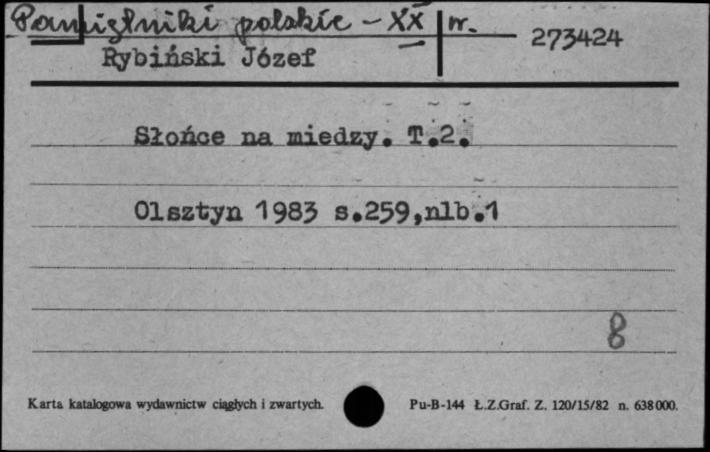 Pamiętniki polskie - XX w.
273424
Rybiński Józef
Słońce na miedzy. T.2.
Olsztyn 1983 s.259,nlb.1
8
Karta katalogowa wydawnictw ciągłych i zwartych. Pu-B-144 Ł.Z.Graf. Z. 120/15/82 n. 638000.